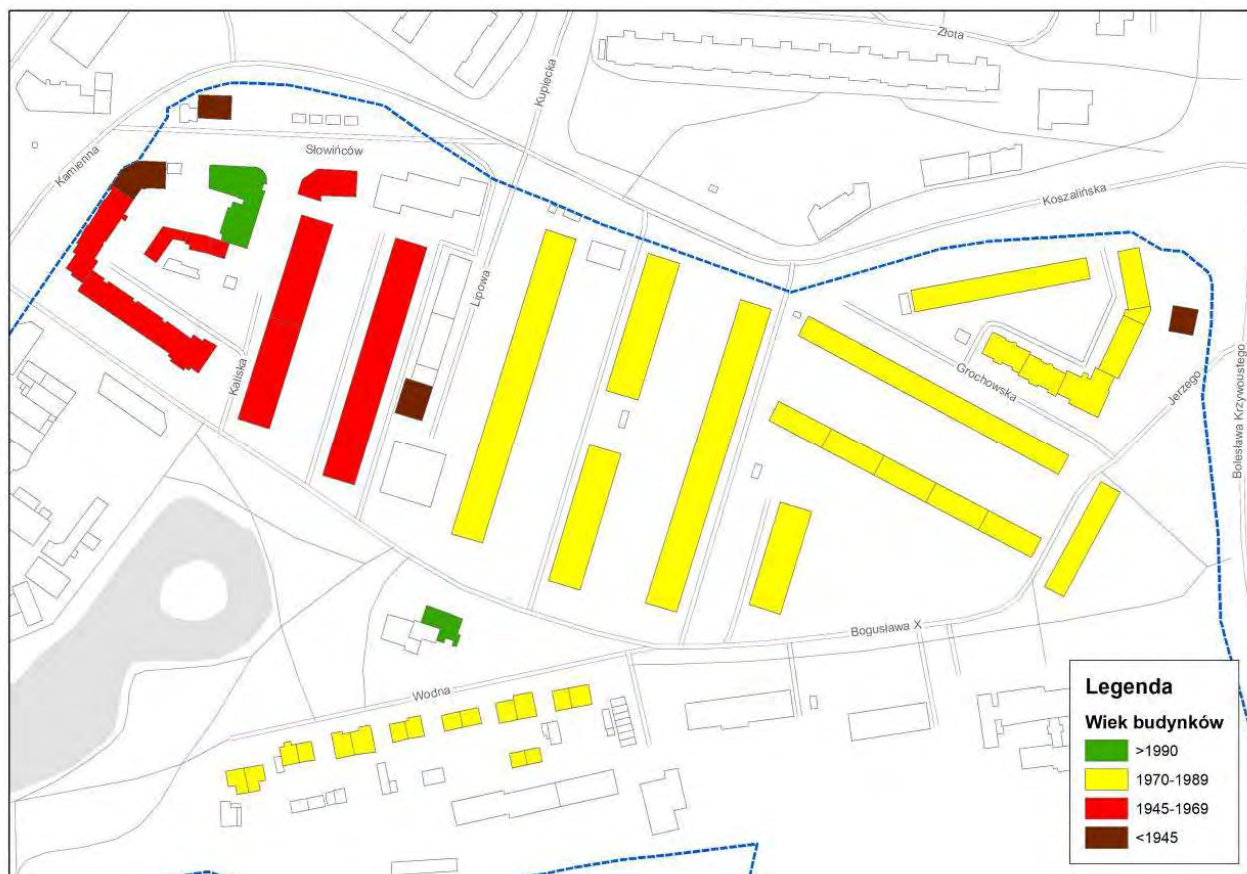 Złota
Kupiecka
Kamienna
Słowińców
Koszalińska
Lipowa
Kaliska
Grochowska
Jerzego
Bolesława Krzywoustego
Bogusława X
Wodna
Legenda
Wiek budynków
>1990
1970-1989
1945-1969
<1945